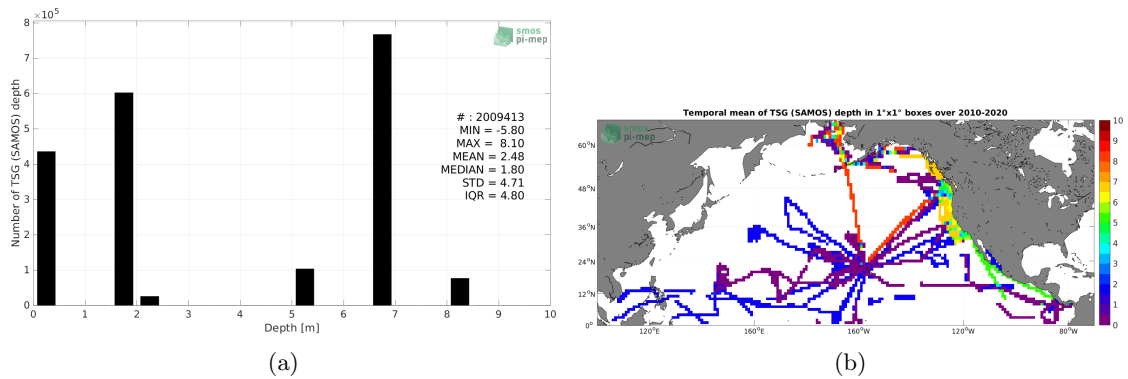 ×10⁵
8
7
6
5
4
3
2
1
0
Number of TSG (SAMOS) depth
0 1 2 3 4 5 6 7 8 9 10
Depth [m]
smos
pi-mep
# : 2009413
MIN = -5.80
MAX = 8.10
MEAN = 2.48
MEDIAN = 1.80
STD = 4.71
IQR = 4.80
(a)
Temporal mean of TSG (SAMOS) depth in 1°x1° boxes over 2010-2020
smos
pi-mep
60°N
48°N
36°N
24°N
12°N
0°
120°E 160°E 160°W 120°W 80°W
10
9
8
7
6
5
4
3
2
1
0
(b)